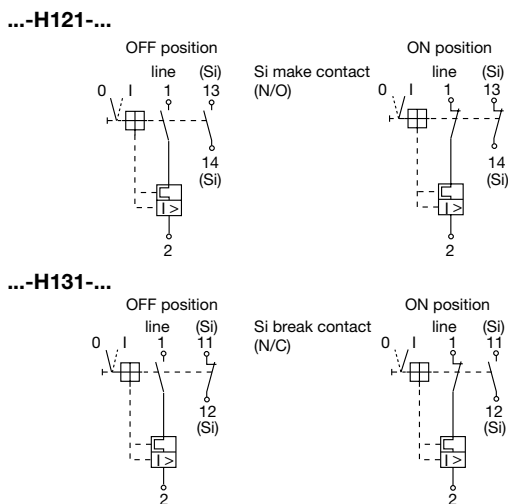 ...-H121-...
OFF position
ON position
line (Si)
Si make contact
line (Si)
0 I 1 13
(N/O)
0 I 1 13
14
(Si)
14
(Si)
I >
I >
2
2
...-H131-...
OFF position
ON position
line (Si)
Si break contact
line (Si)
0 I 1 11
(N/C)
0 I 1 11
12
(Si)
12
(Si)
I >
I >
2
2